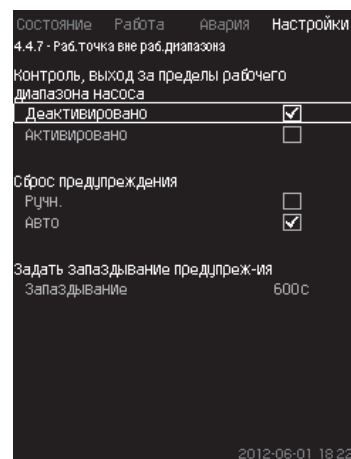 Состояние Работа Авария Настройки
4.4.7 - Раб.точка вне раб.диапазона
Контроль, выход за пределы рабочего
диапазона насоса
Деактивировано
Активировано
Сброс предупреждения
Ручн.
Авто
Задать запаздывание предупреж-ия
Запаздывание 600с
2012-06-01 18:22